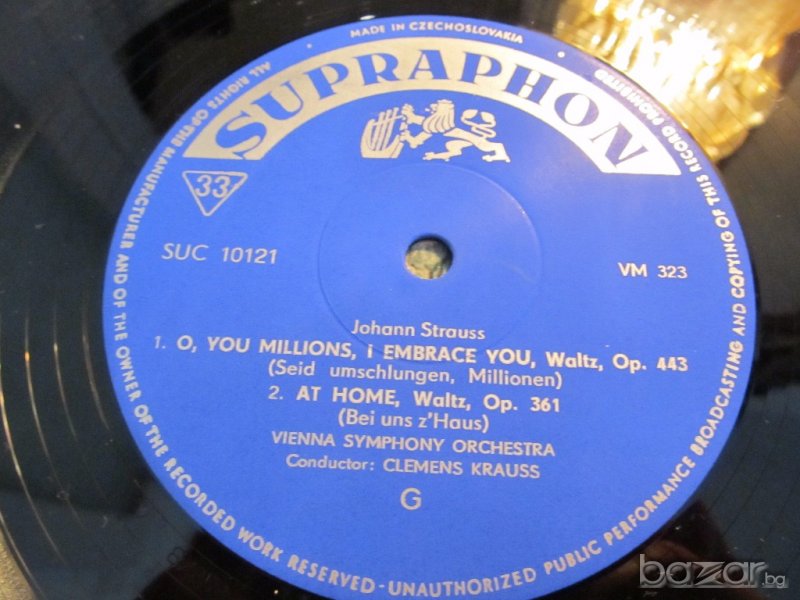 MADE IN CZECHOSLOVAKIA
SUPRAPHON
33
SUC 10121
VM 323
Johann Strauss
1. O, YOU MILLIONS, i EMBRACE YOU, Waltz, Op. 443
(Seid umschlungen, Millionen)
2. AT HOME, Waltz, Op. 361
(Bei uns z'Haus)
VIENNA SYMPHONY ORCHESTRA
Conductor: CLEMENS KRAUSS
G
ALL RIGHTS OF THE MANUFACTURER AND OF THE OWNER OF THE RECORDED WORK RESERVED - UNAUTHORIZED PUBLIC PERFORMANCE BROADCASTING AND COPYING OF THIS RECORD PROHIBITED
bazar.bg